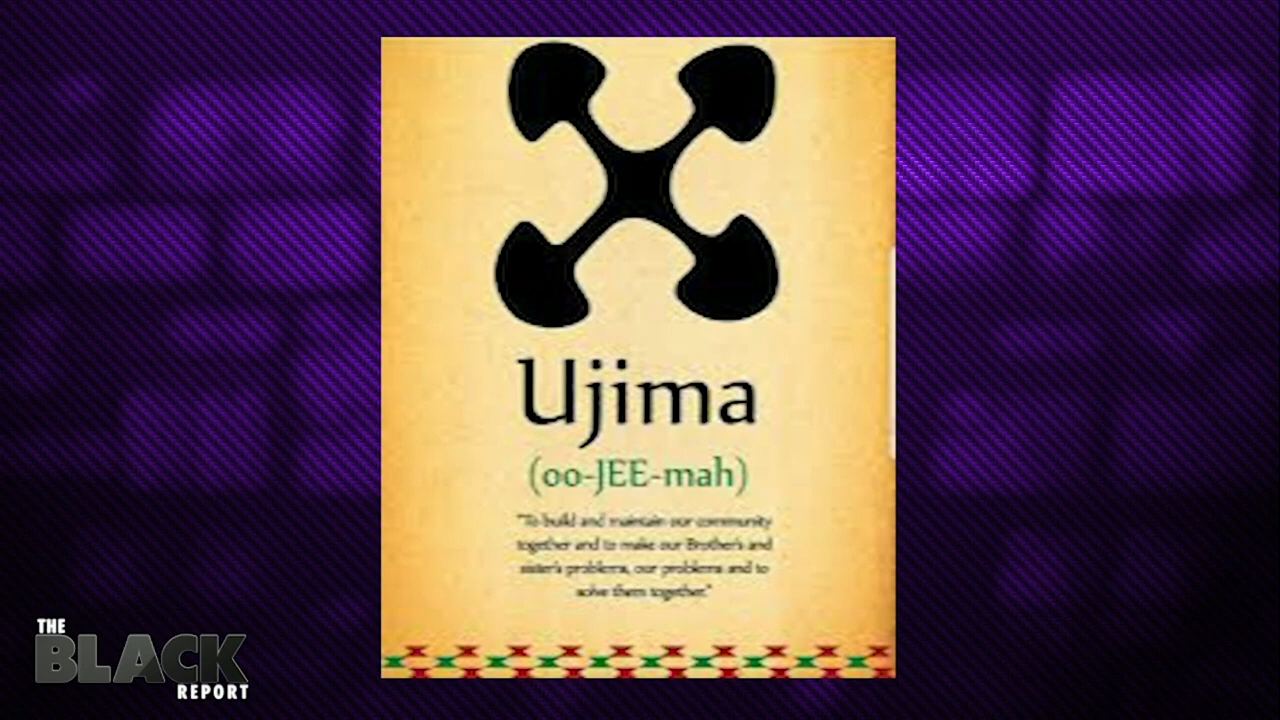 Ujima
(oo-JEE-mah)
"To build and maintain our community
together and to make our Brother's and
sister's problems, our problems and to
solve them together."
THE
BLACK
REPORT